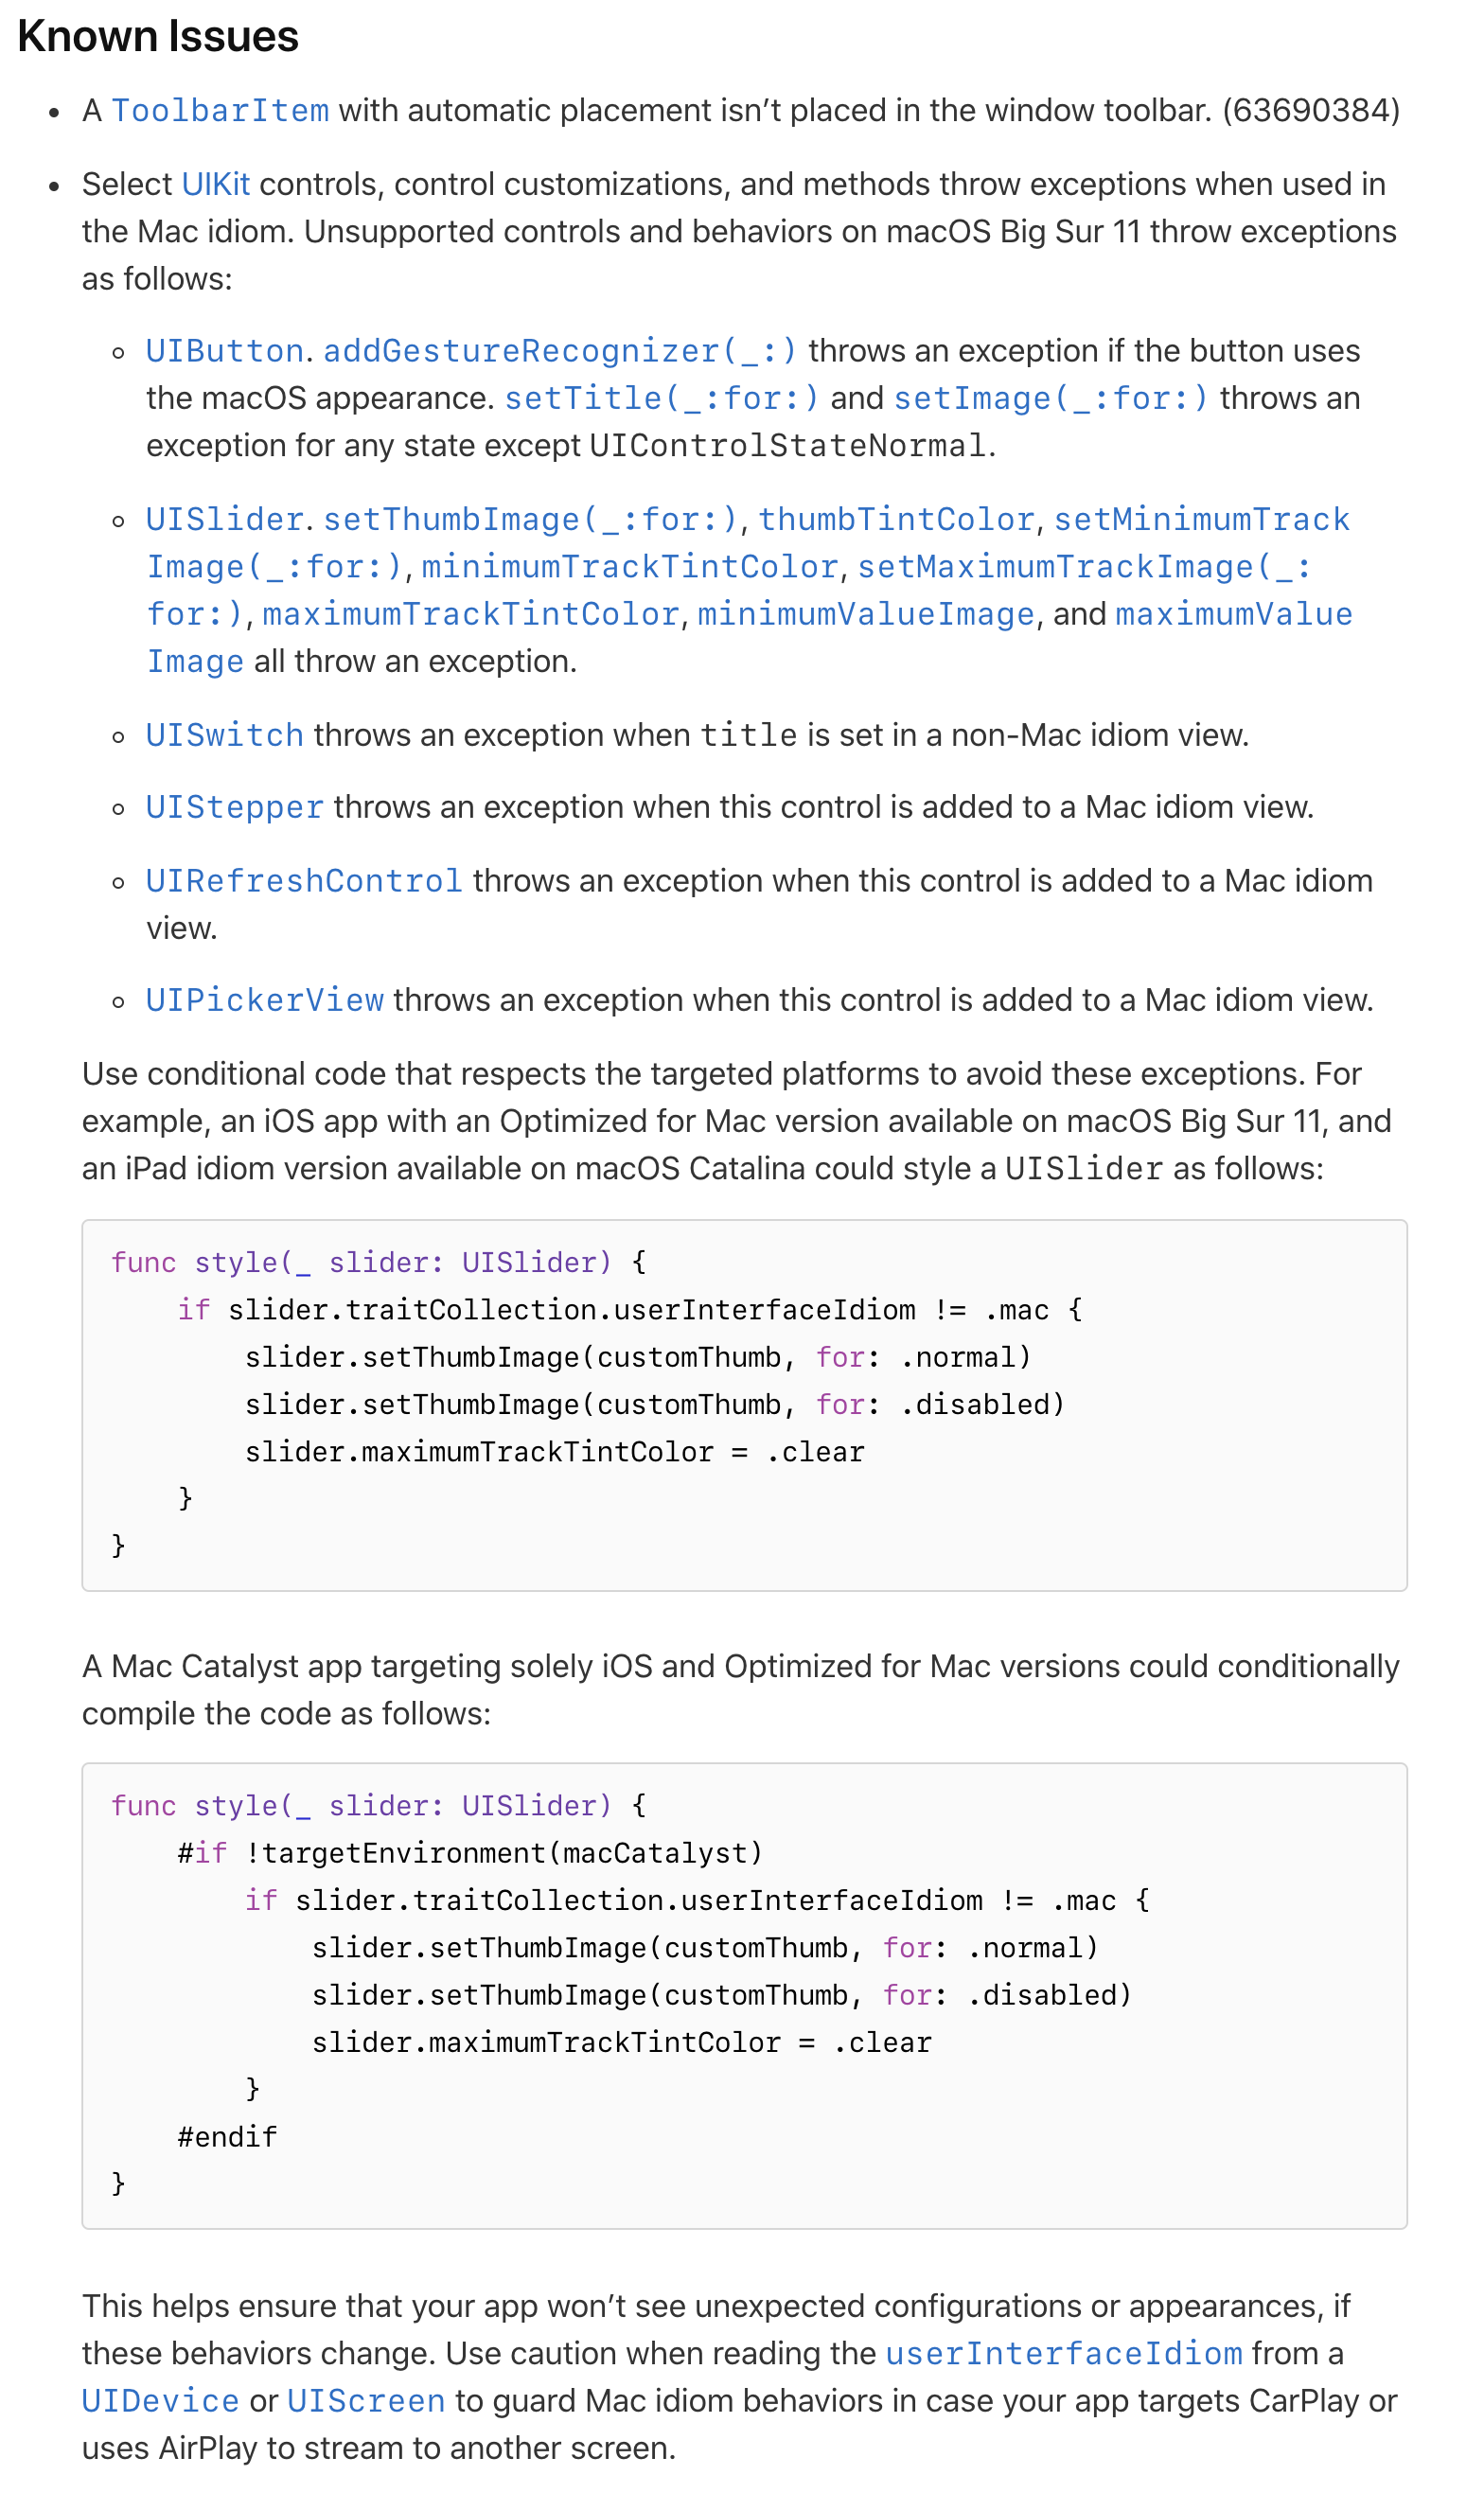 Known Issues
• A ToolbarItem with automatic placement isn’t placed in the window toolbar. (63690384)
• Select UIKit controls, control customizations, and methods throw exceptions when used in
the Mac idiom. Unsupported controls and behaviors on macOS Big Sur 11 throw exceptions
as follows:
◦ UIButton. addGestureRecognizer(_:) throws an exception if the button uses
the macOS appearance. setTitle(_:for:) and setImage(_:for:) throws an
exception for any state except UIControlStateNormal.
◦ UISlider. setThumbImage(_:for:), thumbTintColor, setMinimumTrack
Image(_:for:), minimumTrackTintColor, setMaximumTrackImage(_:
for:), maximumTrackTintColor, minimumValueImage, and maximumValue
Image all throw an exception.
◦ UISwitch throws an exception when title is set in a non-Mac idiom view.
◦ UIStepper throws an exception when this control is added to a Mac idiom view.
◦ UIRefreshControl throws an exception when this control is added to a Mac idiom
view.
◦ UIPickerView throws an exception when this control is added to a Mac idiom view.
Use conditional code that respects the targeted platforms to avoid these exceptions. For
example, an iOS app with an Optimized for Mac version available on macOS Big Sur 11, and
an iPad idiom version available on macOS Catalina could style a UISlider as follows:
func style(_ slider: UISlider) {
    if slider.traitCollection.userInterfaceIdiom != .mac {
        slider.setThumbImage(customThumb, for: .normal)
        slider.setThumbImage(customThumb, for: .disabled)
        slider.maximumTrackTintColor = .clear
    }
}
A Mac Catalyst app targeting solely iOS and Optimized for Mac versions could conditionally
compile the code as follows:
func style(_ slider: UISlider) {
    #if !targetEnvironment(macCatalyst)
        if slider.traitCollection.userInterfaceIdiom != .mac {
            slider.setThumbImage(customThumb, for: .normal)
            slider.setThumbImage(customThumb, for: .disabled)
            slider.maximumTrackTintColor = .clear
        }
    #endif
}
This helps ensure that your app won’t see unexpected configurations or appearances, if
these behaviors change. Use caution when reading the userInterfaceIdiom from a
UIDevice or UIScreen to guard Mac idiom behaviors in case your app targets CarPlay or
uses AirPlay to stream to another screen.